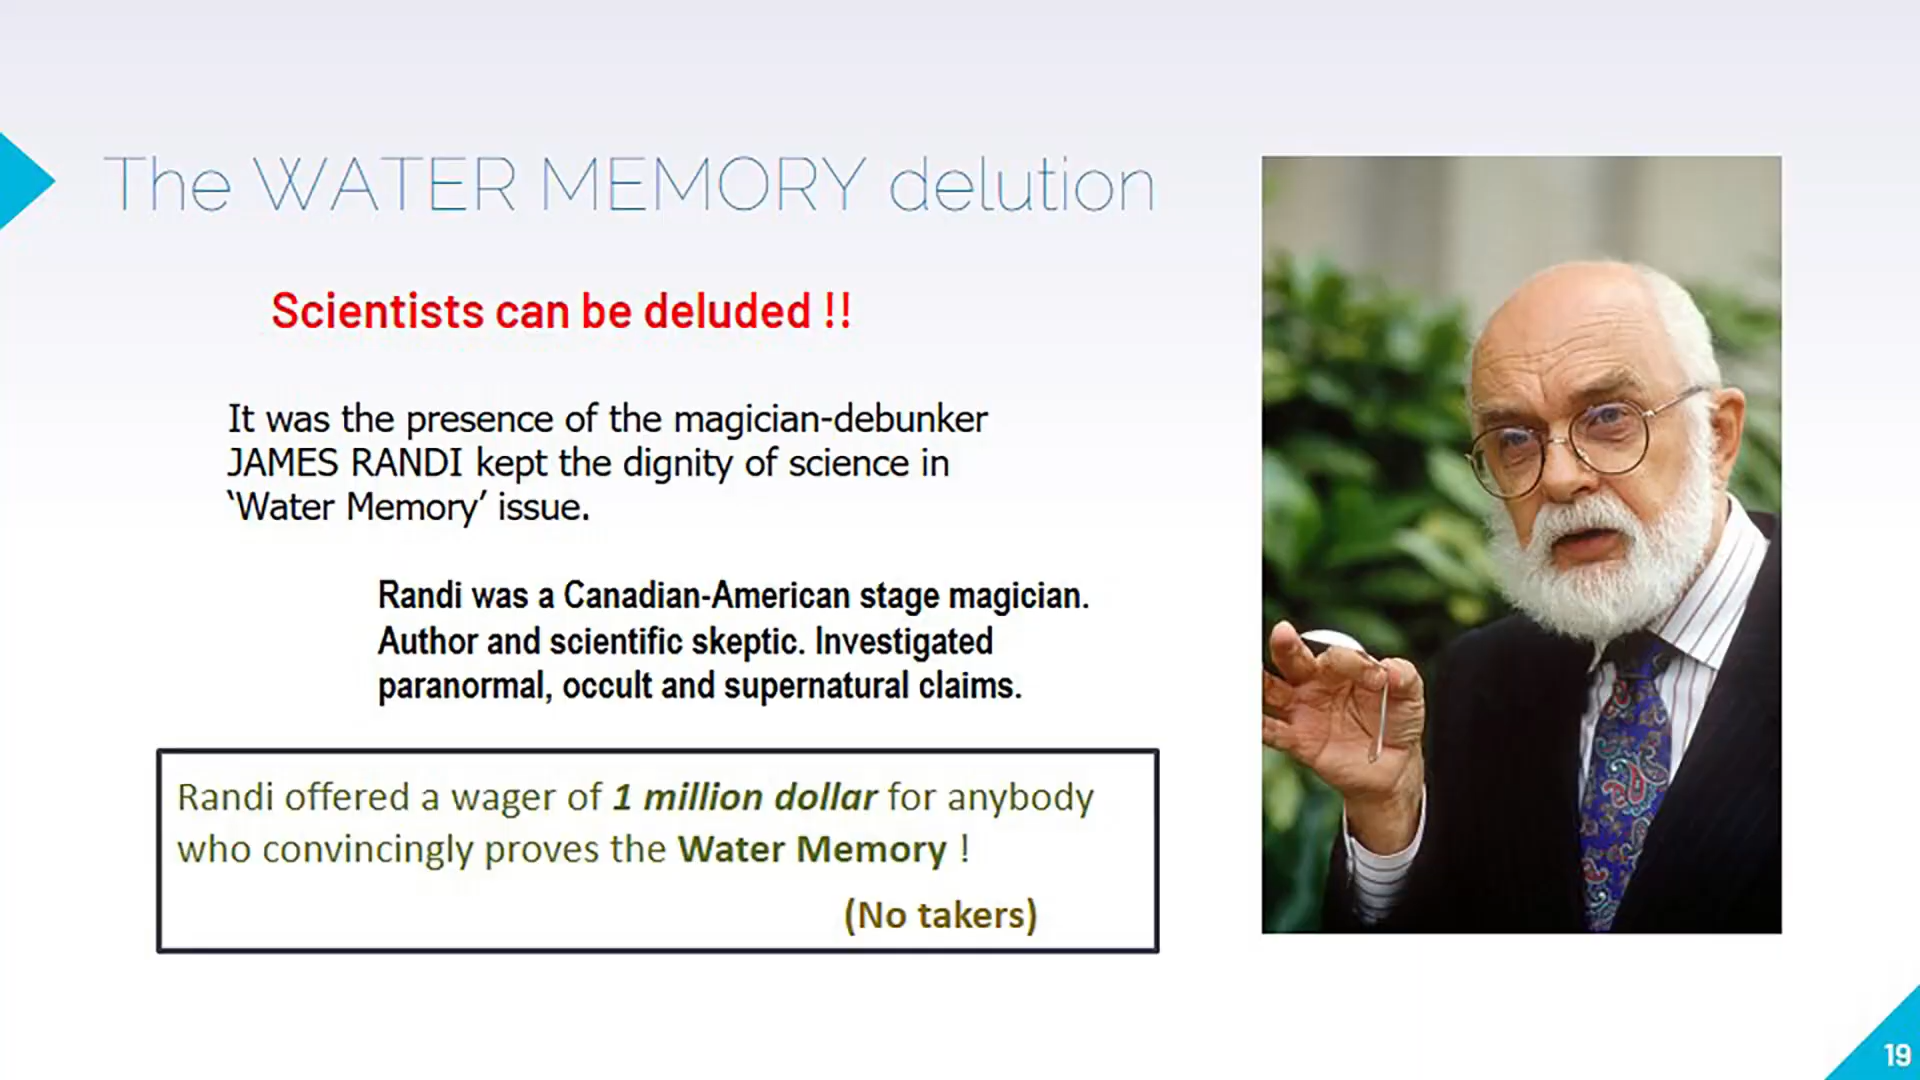 The WATER MEMORY delution
Scientists can be deluded !!
It was the presence of the magician-debunker
JAMES RANDI kept the dignity of science in
‘Water Memory’ issue.
Randi was a Canadian-American stage magician.
Author and scientific skeptic. Investigated
paranormal, occult and supernatural claims.
Randi offered a wager of 1 million dollar for anybody
who convincingly proves the Water Memory !
(No takers)
19